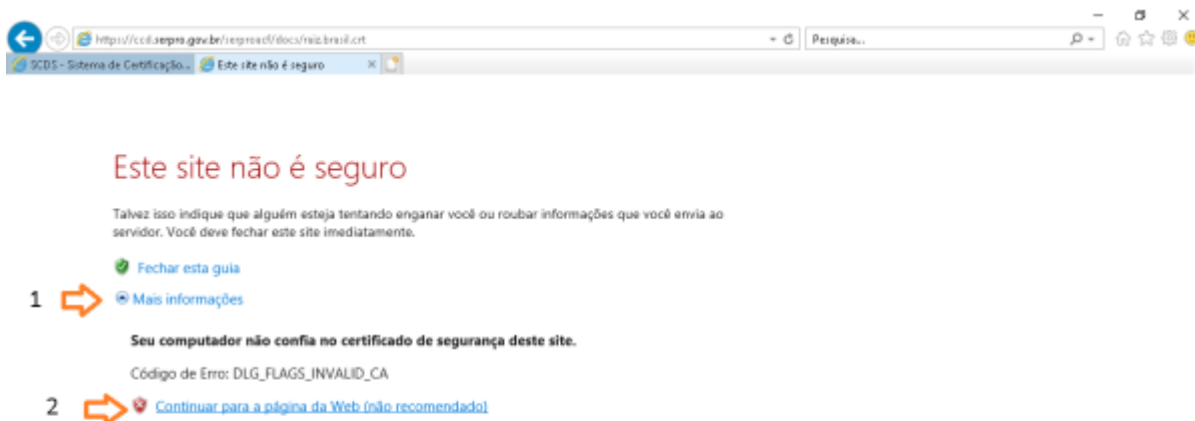 https://ccd.serpro.gov.br/serproacf/docs/raiz.brasil.crt
Pesquisa...
SCDS - Sistema de Certificação... Este site não é seguro
Este site não é seguro
Talvez isso indique que alguém esteja tentando enganar você ou roubar informações que você envia ao
servidor. Você deve fechar este site imediatamente.
Fechar esta guia
1 Mais informações
Seu computador não confia no certificado de segurança deste site.
Código de Erro: DLG_FLAGS_INVALID_CA
2 Continuar para a página da Web (não recomendado)